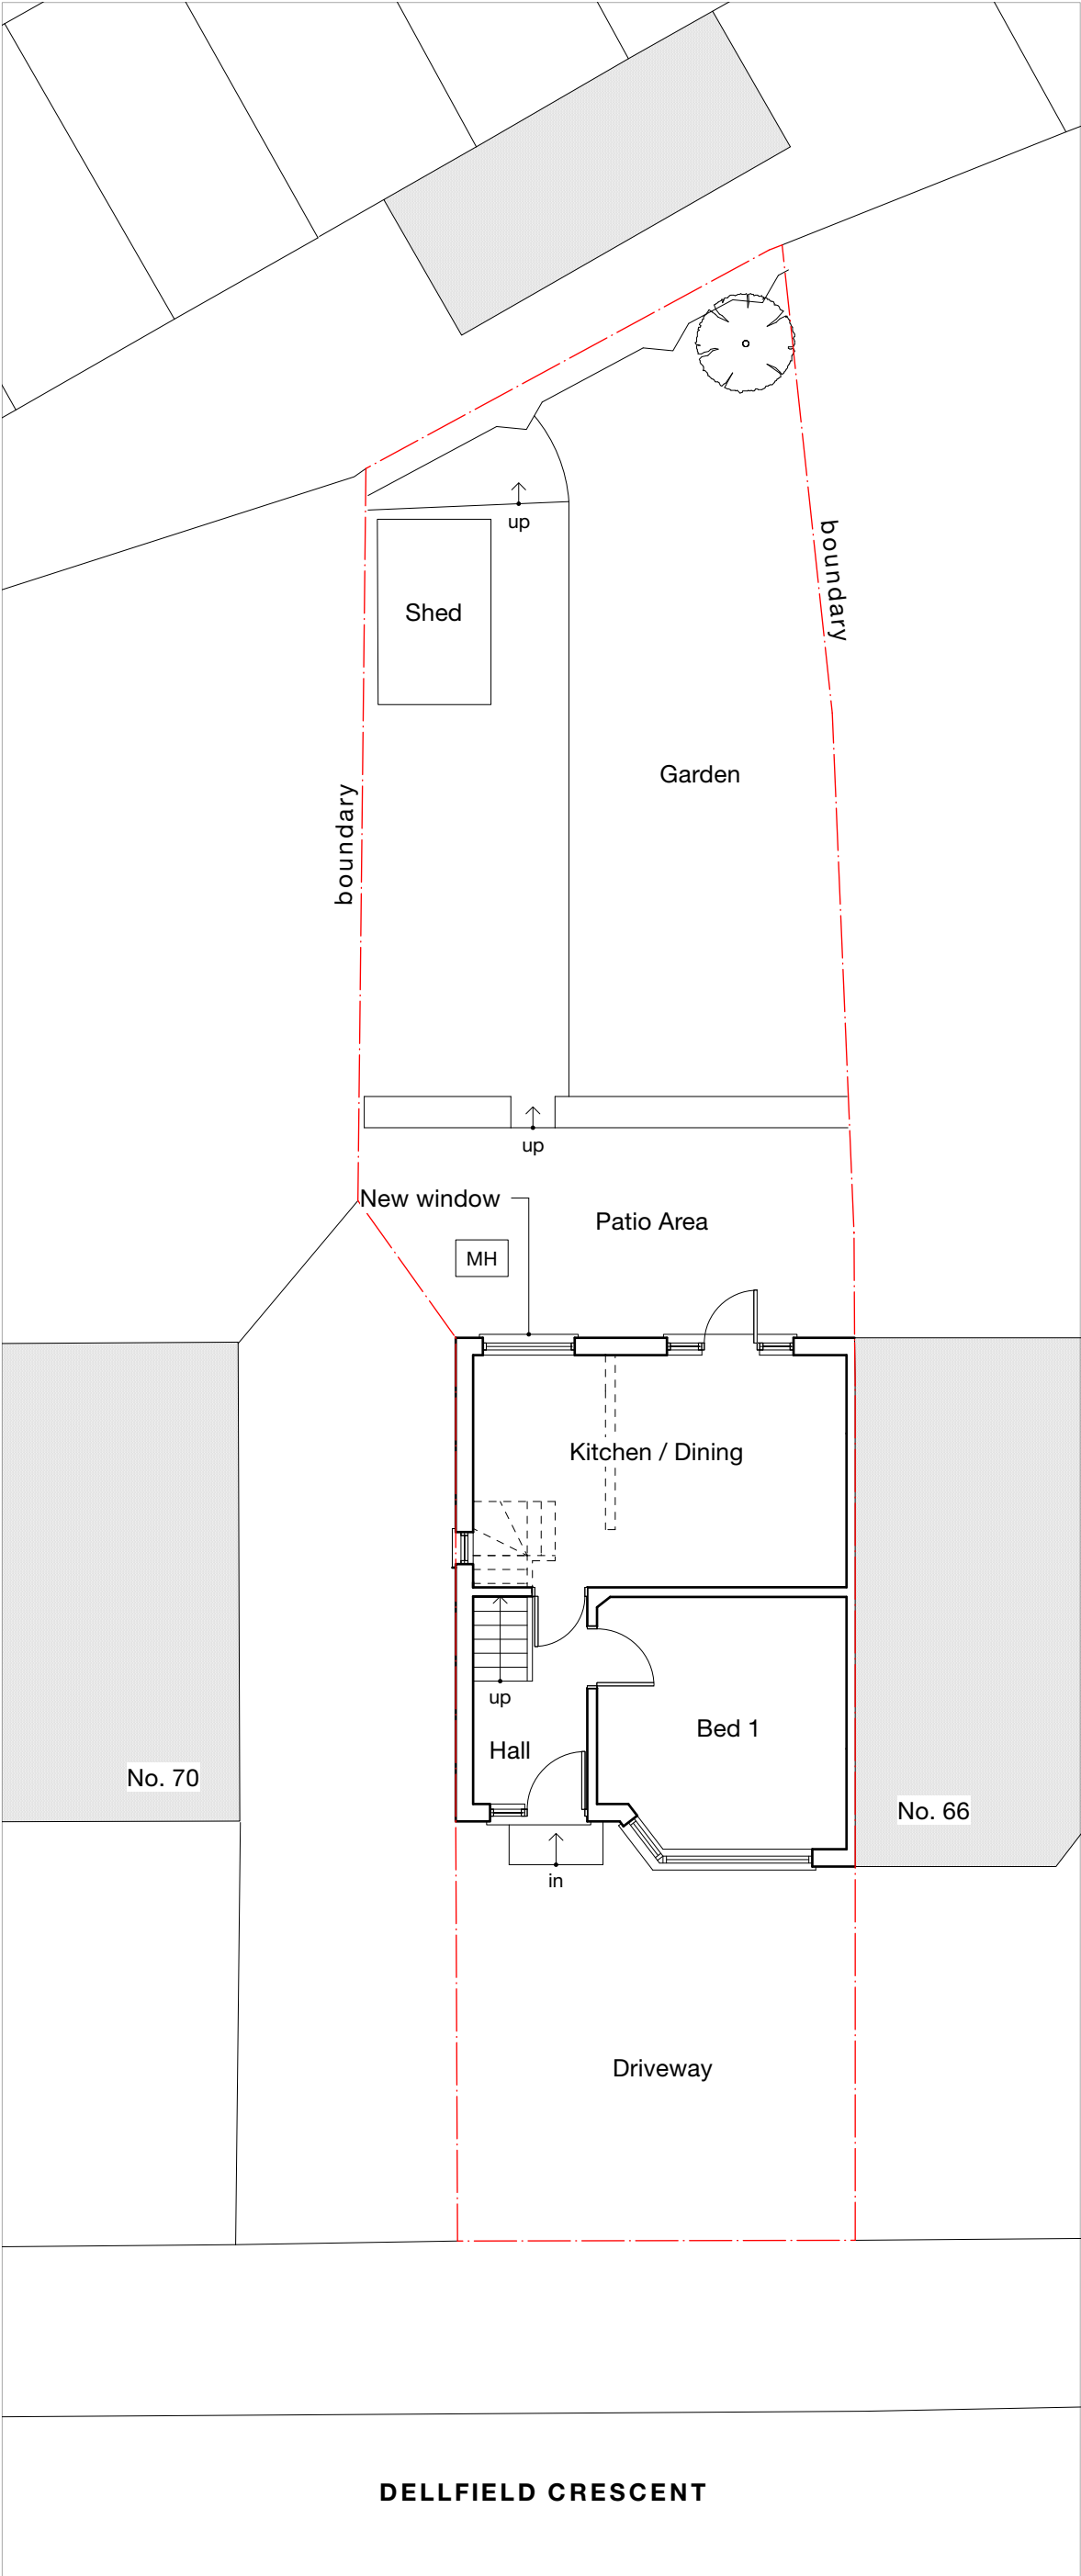 up
Shed
boundary
Garden
boundary
up
New window
Patio Area
MH
Kitchen / Dining
up
Bed 1
Hall
No. 70
No. 66
in
Driveway
DELLFIELD CRESCENT